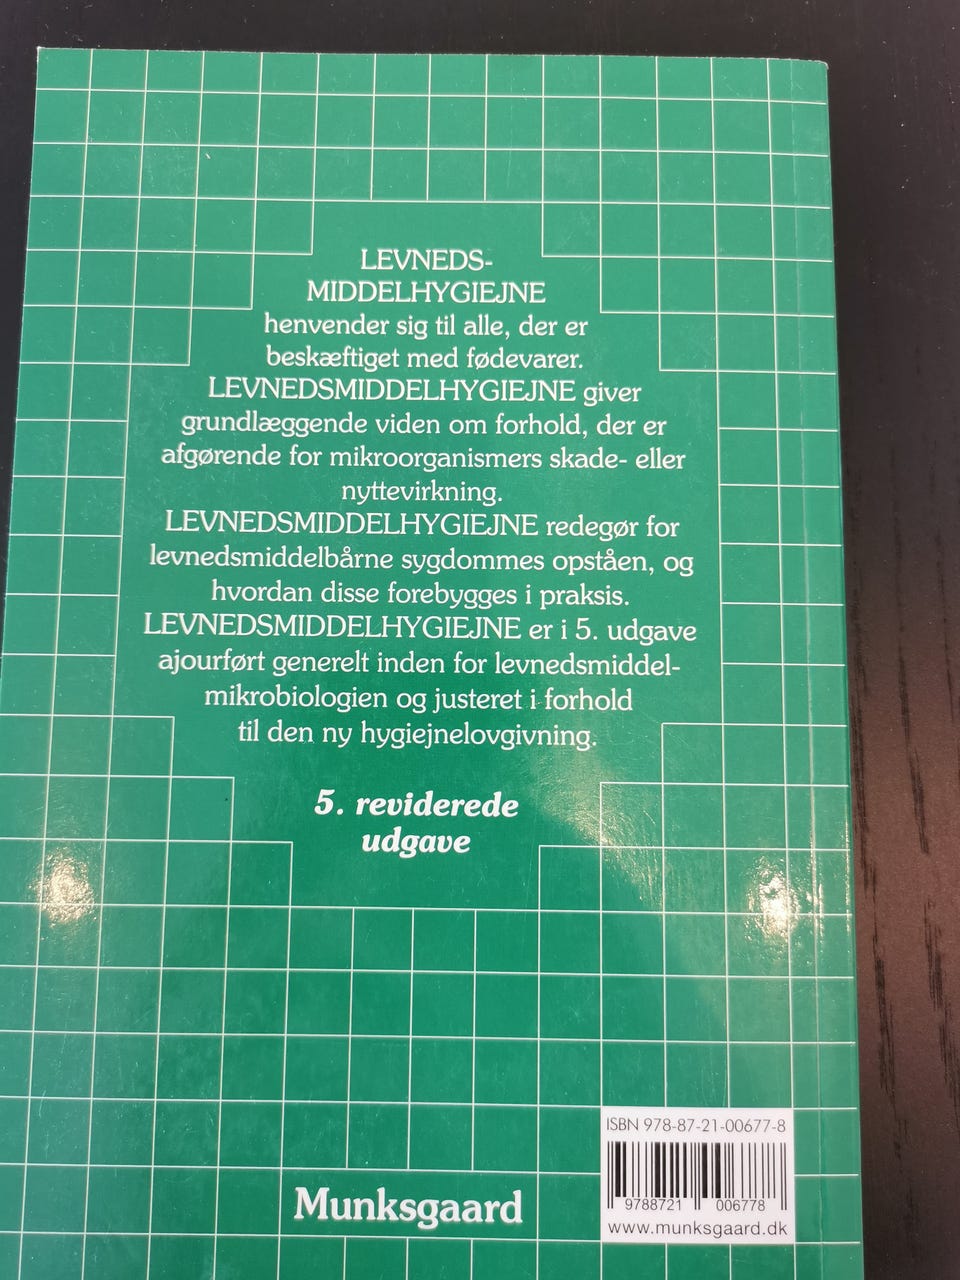 LEVNEDS-
MIDDELHYGIEJNE
henvender sig til alle, der er
beskæftiget med fødevarer.
LEVNEDSMIDDELHYGIEJNE giver
grundlæggende viden om forhold, der er
afgørende for mikroorganismers skade- eller
nyttevirkning.
LEVNEDSMIDDELHYGIEJNE redegør for
levnedsmiddelbårne sygdommes opståen, og
hvordan disse forebygges i praksis.
LEVNEDSMIDDELHYGIEJNE er i 5. udgave
ajourført generelt inden for levnedsmiddel-
mikrobiologien og justeret i forhold
til den ny hygiejnelovgivning.
5. reviderede
udgave
Munksgaard
ISBN 978-87-21-00677-8
9788721 006778
www.munksgaard.dk